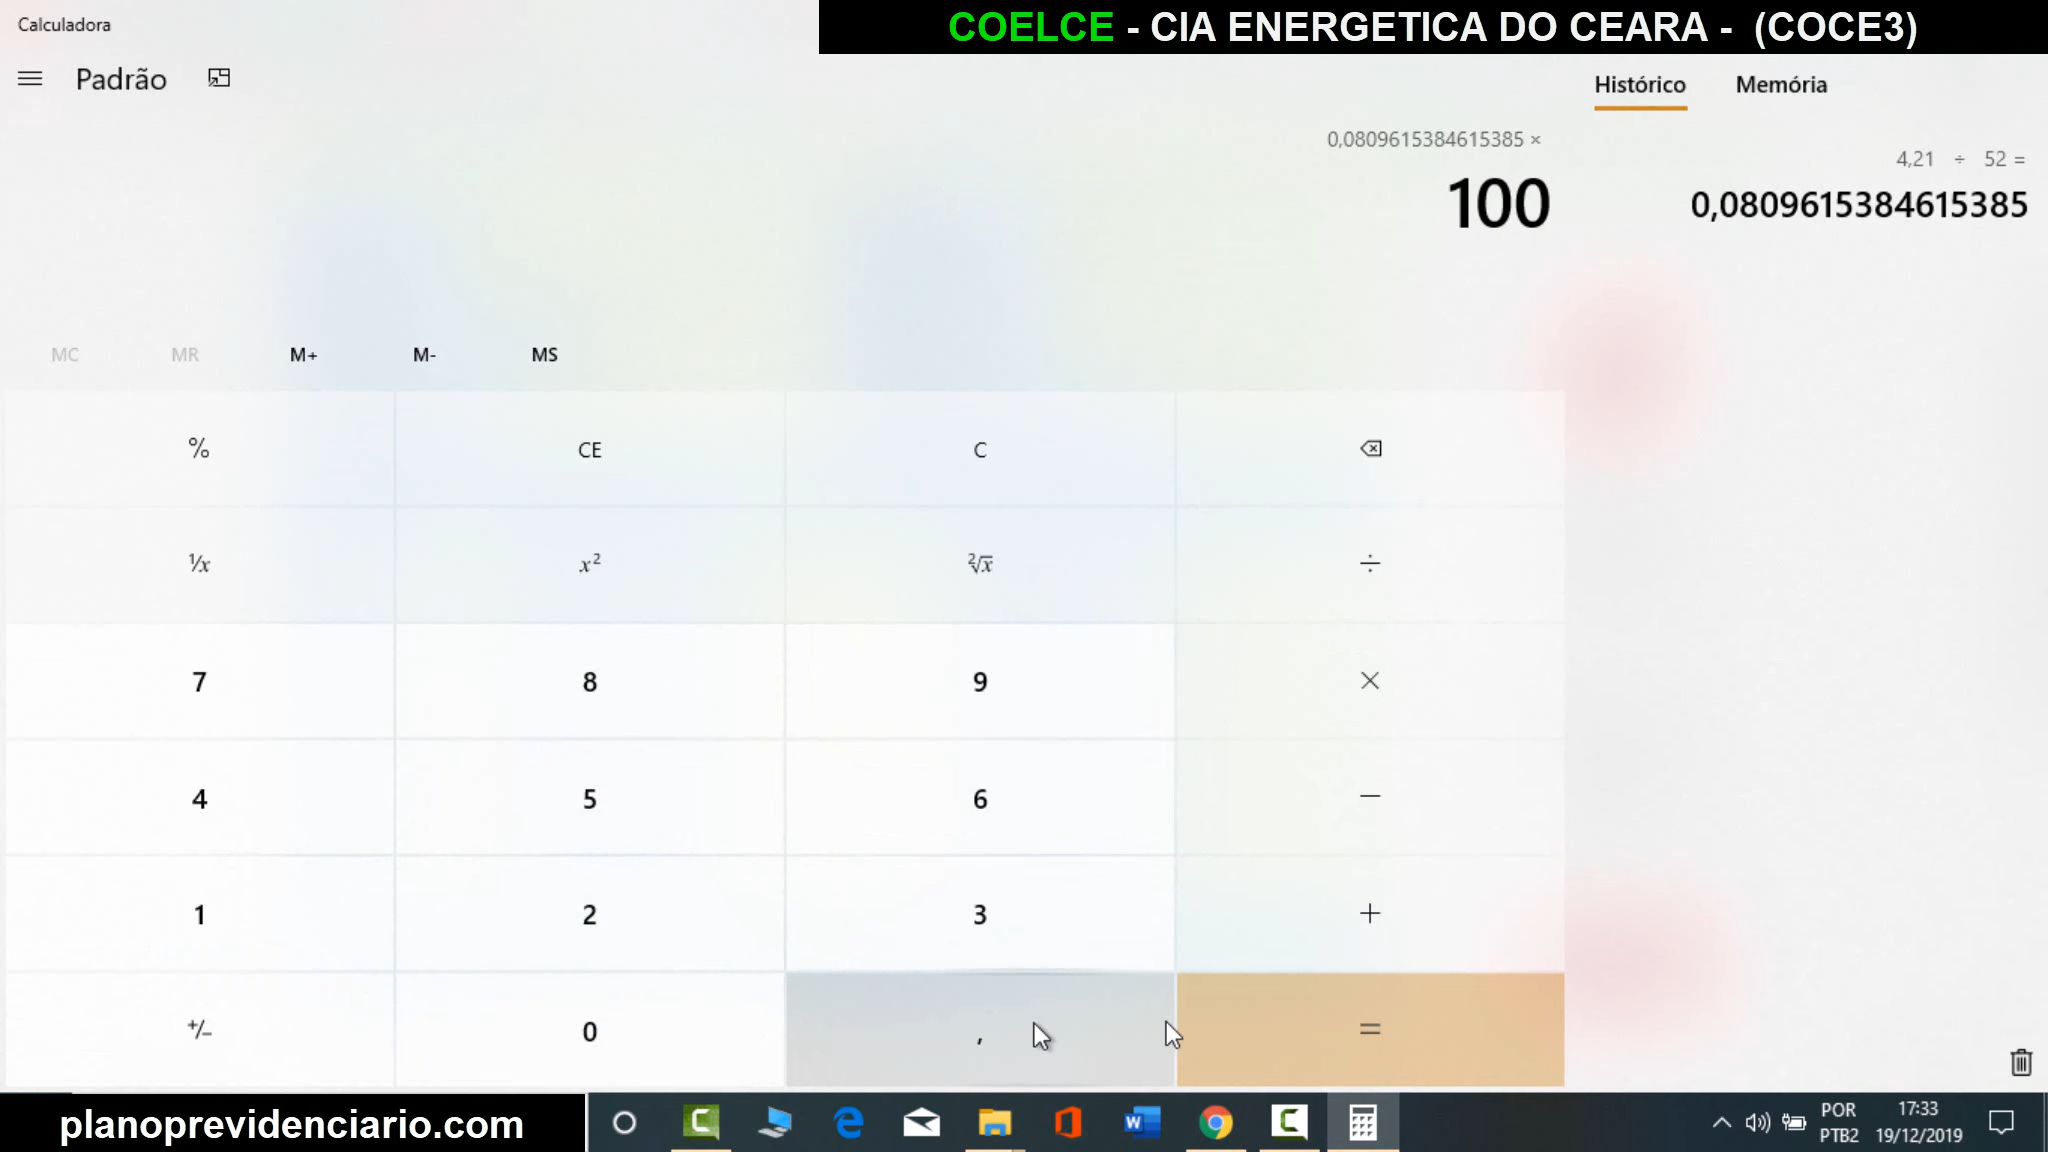 Calculadora
COELCE - CIA ENERGETICA DO CEARA - (COCE3)
Padrão
Histórico Memória
0,0809615384615385 ×
100
4,21 ÷ 52 =
0,0809615384615385
MC MR M+ M- MS
% CE C
¹/x x² ²√x ÷
7 8 9 ×
4 5 6 −
1 2 3 +
+/− 0 , =
planoprevidenciario.com
POR
PTB2
17:33
19/12/2019